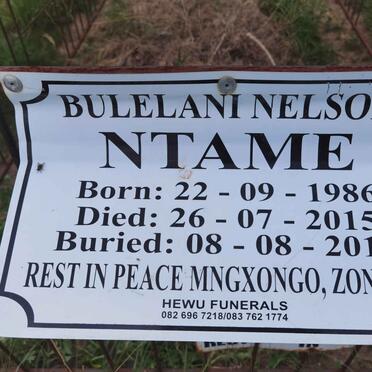 BULELANI NELSO
NTAME
Born: 22 - 09 - 1986
Died: 26 - 07 - 2015
Buried: 08 - 08 - 201
REST IN PEACE MNGXONGO, ZON
HEWU FUNERALS
082 696 7218/083 762 1774